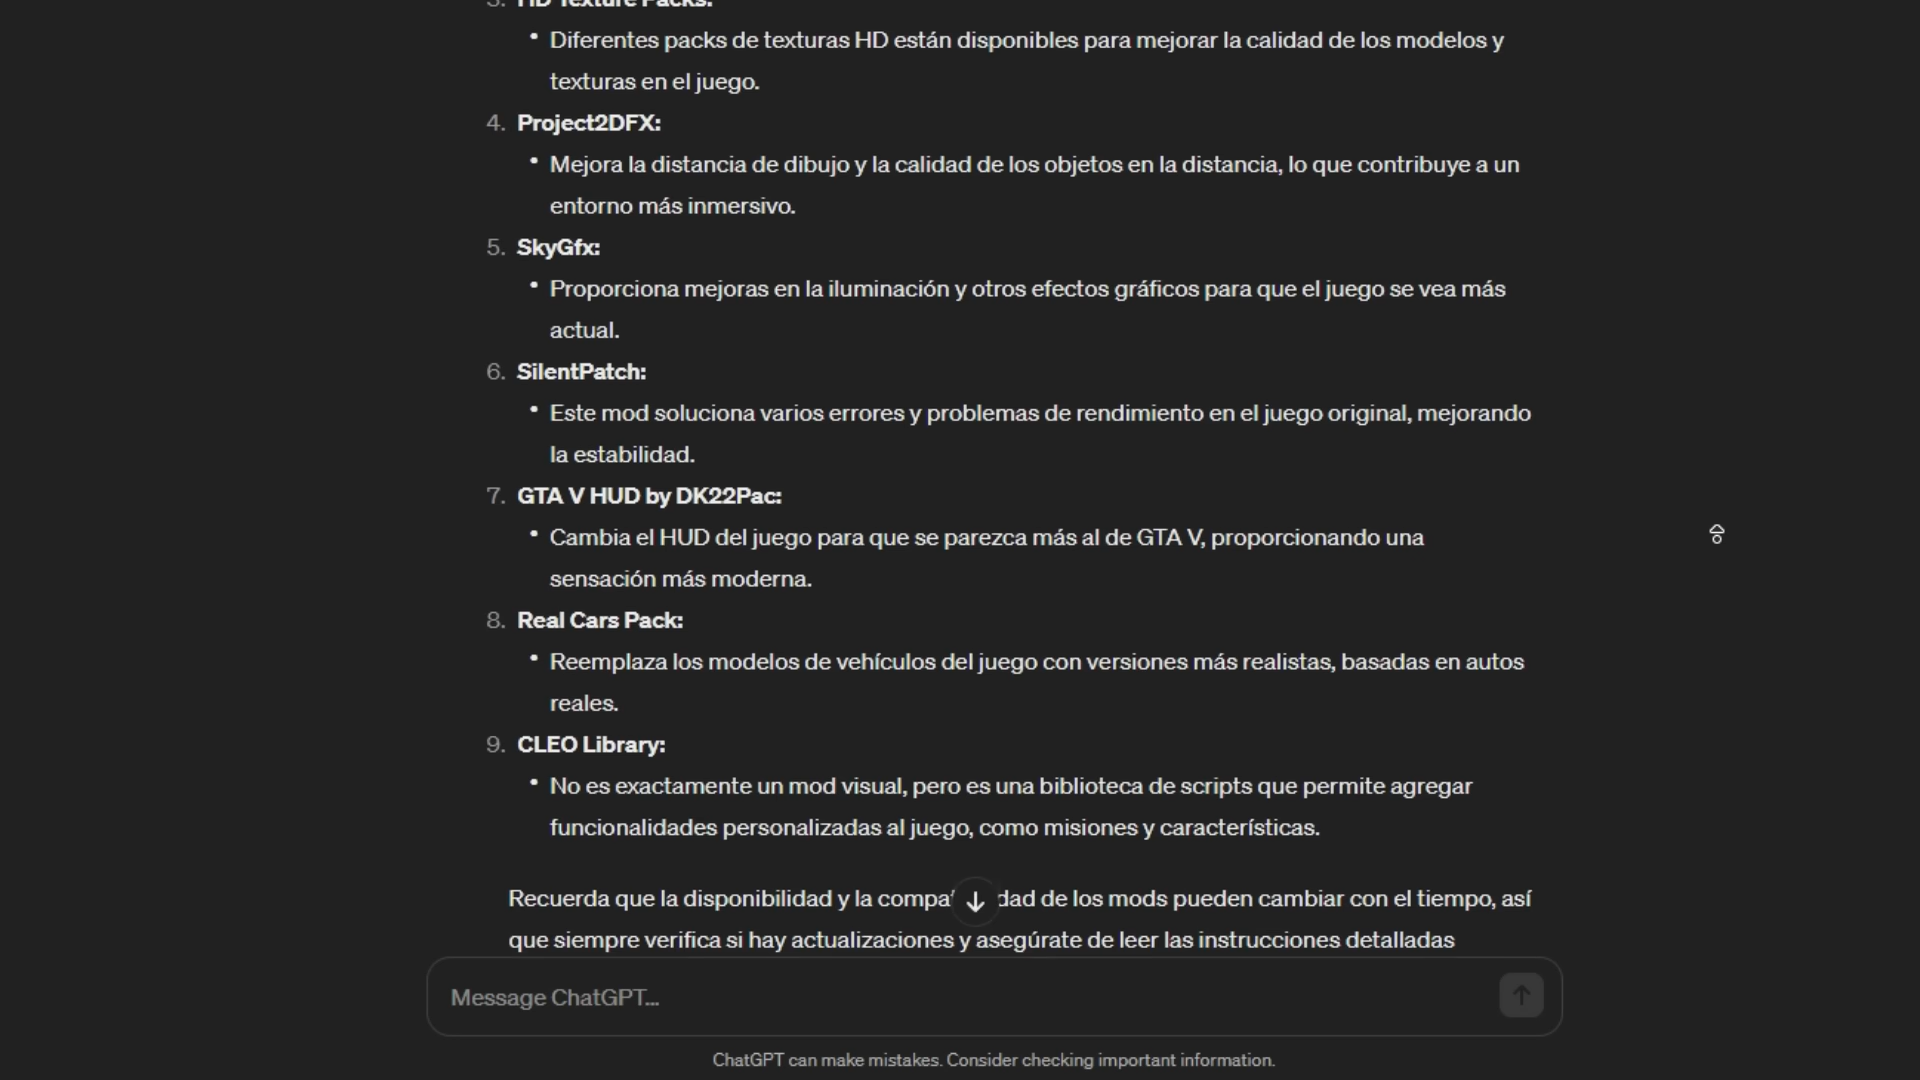 3. HD Texture Packs:
• Diferentes packs de texturas HD están disponibles para mejorar la calidad de los modelos y
texturas en el juego.
4. Project2DFX:
• Mejora la distancia de dibujo y la calidad de los objetos en la distancia, lo que contribuye a un
entorno más inmersivo.
5. SkyGfx:
• Proporciona mejoras en la iluminación y otros efectos gráficos para que el juego se vea más
actual.
6. SilentPatch:
• Este mod soluciona varios errores y problemas de rendimiento en el juego original, mejorando
la estabilidad.
7. GTA V HUD by DK22Pac:
• Cambia el HUD del juego para que se parezca más al de GTA V, proporcionando una
sensación más moderna.
8. Real Cars Pack:
• Reemplaza los modelos de vehículos del juego con versiones más realistas, basadas en autos
reales.
9. CLEO Library:
• No es exactamente un mod visual, pero es una biblioteca de scripts que permite agregar
funcionalidades personalizadas al juego, como misiones y características.
Recuerda que la disponibilidad y la de los mods pueden cambiar con el tiempo, así
que siempre verifica si hay actualizaciones y asegúrate de leer las instrucciones detalladas
Message ChatGPT...
ChatGPT can make mistakes. Consider checking important information.